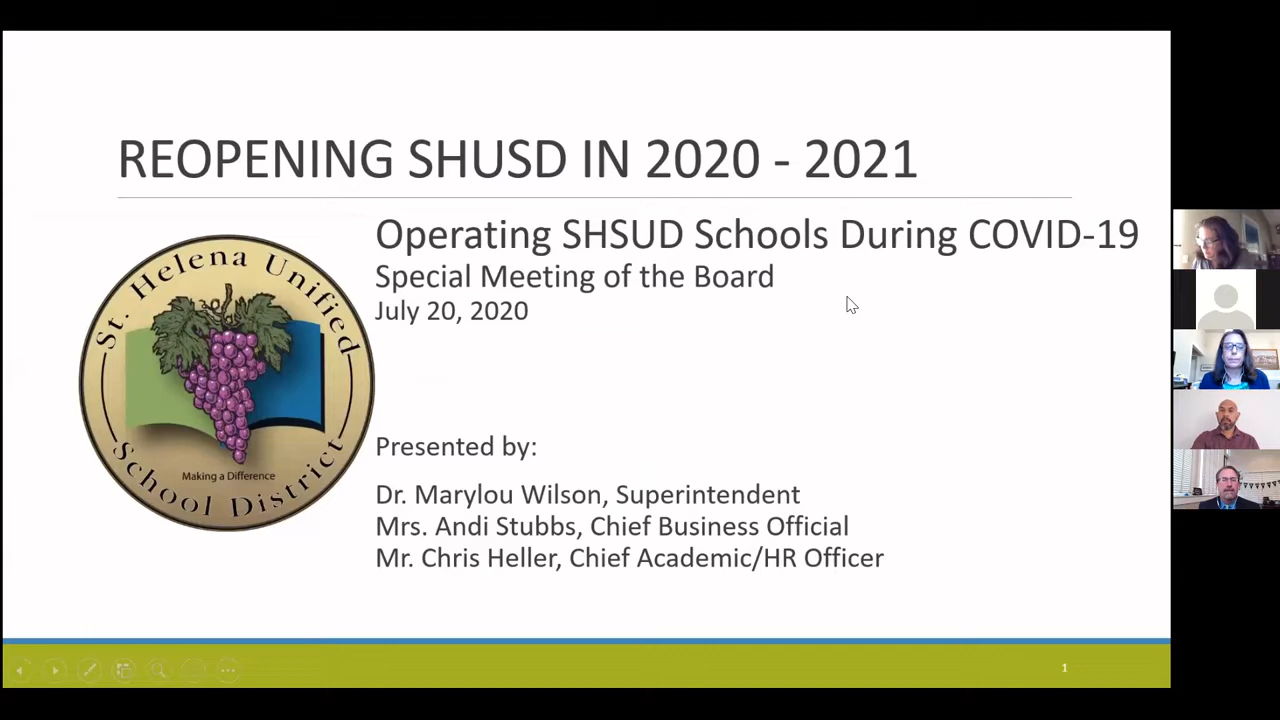 REOPENING SHUSD IN 2020 - 2021
Operating SHSUD Schools During COVID-19
Special Meeting of the Board
July 20, 2020
St. Helena Unified
School District
Making a Difference
Presented by:
Dr. Marylou Wilson, Superintendent
Mrs. Andi Stubbs, Chief Business Official
Mr. Chris Heller, Chief Academic/HR Officer
1